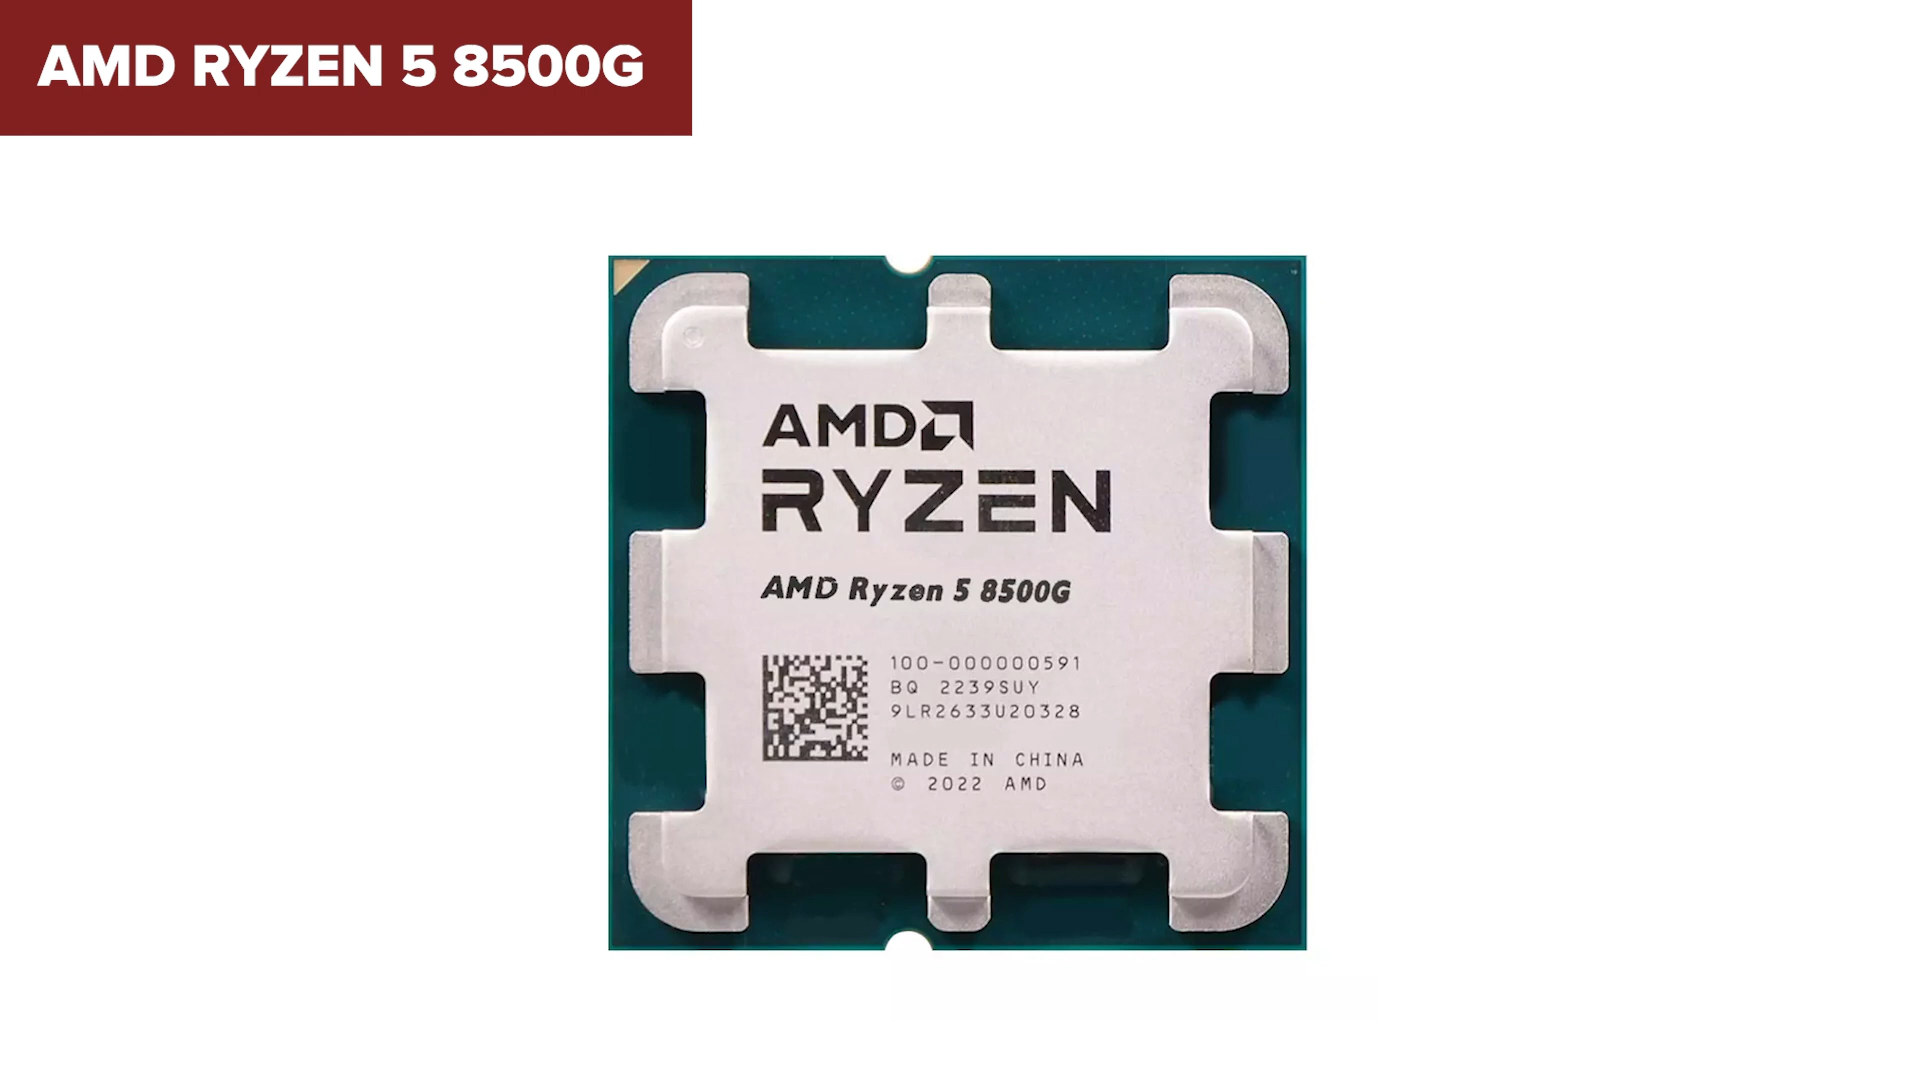 AMD RYZEN 5 8500G
AMD
RYZEN
AMD Ryzen 5 8500G
100-000000591
BQ 2239SUY
9LR2633U20328
MADE IN CHINA
© 2022 AMD